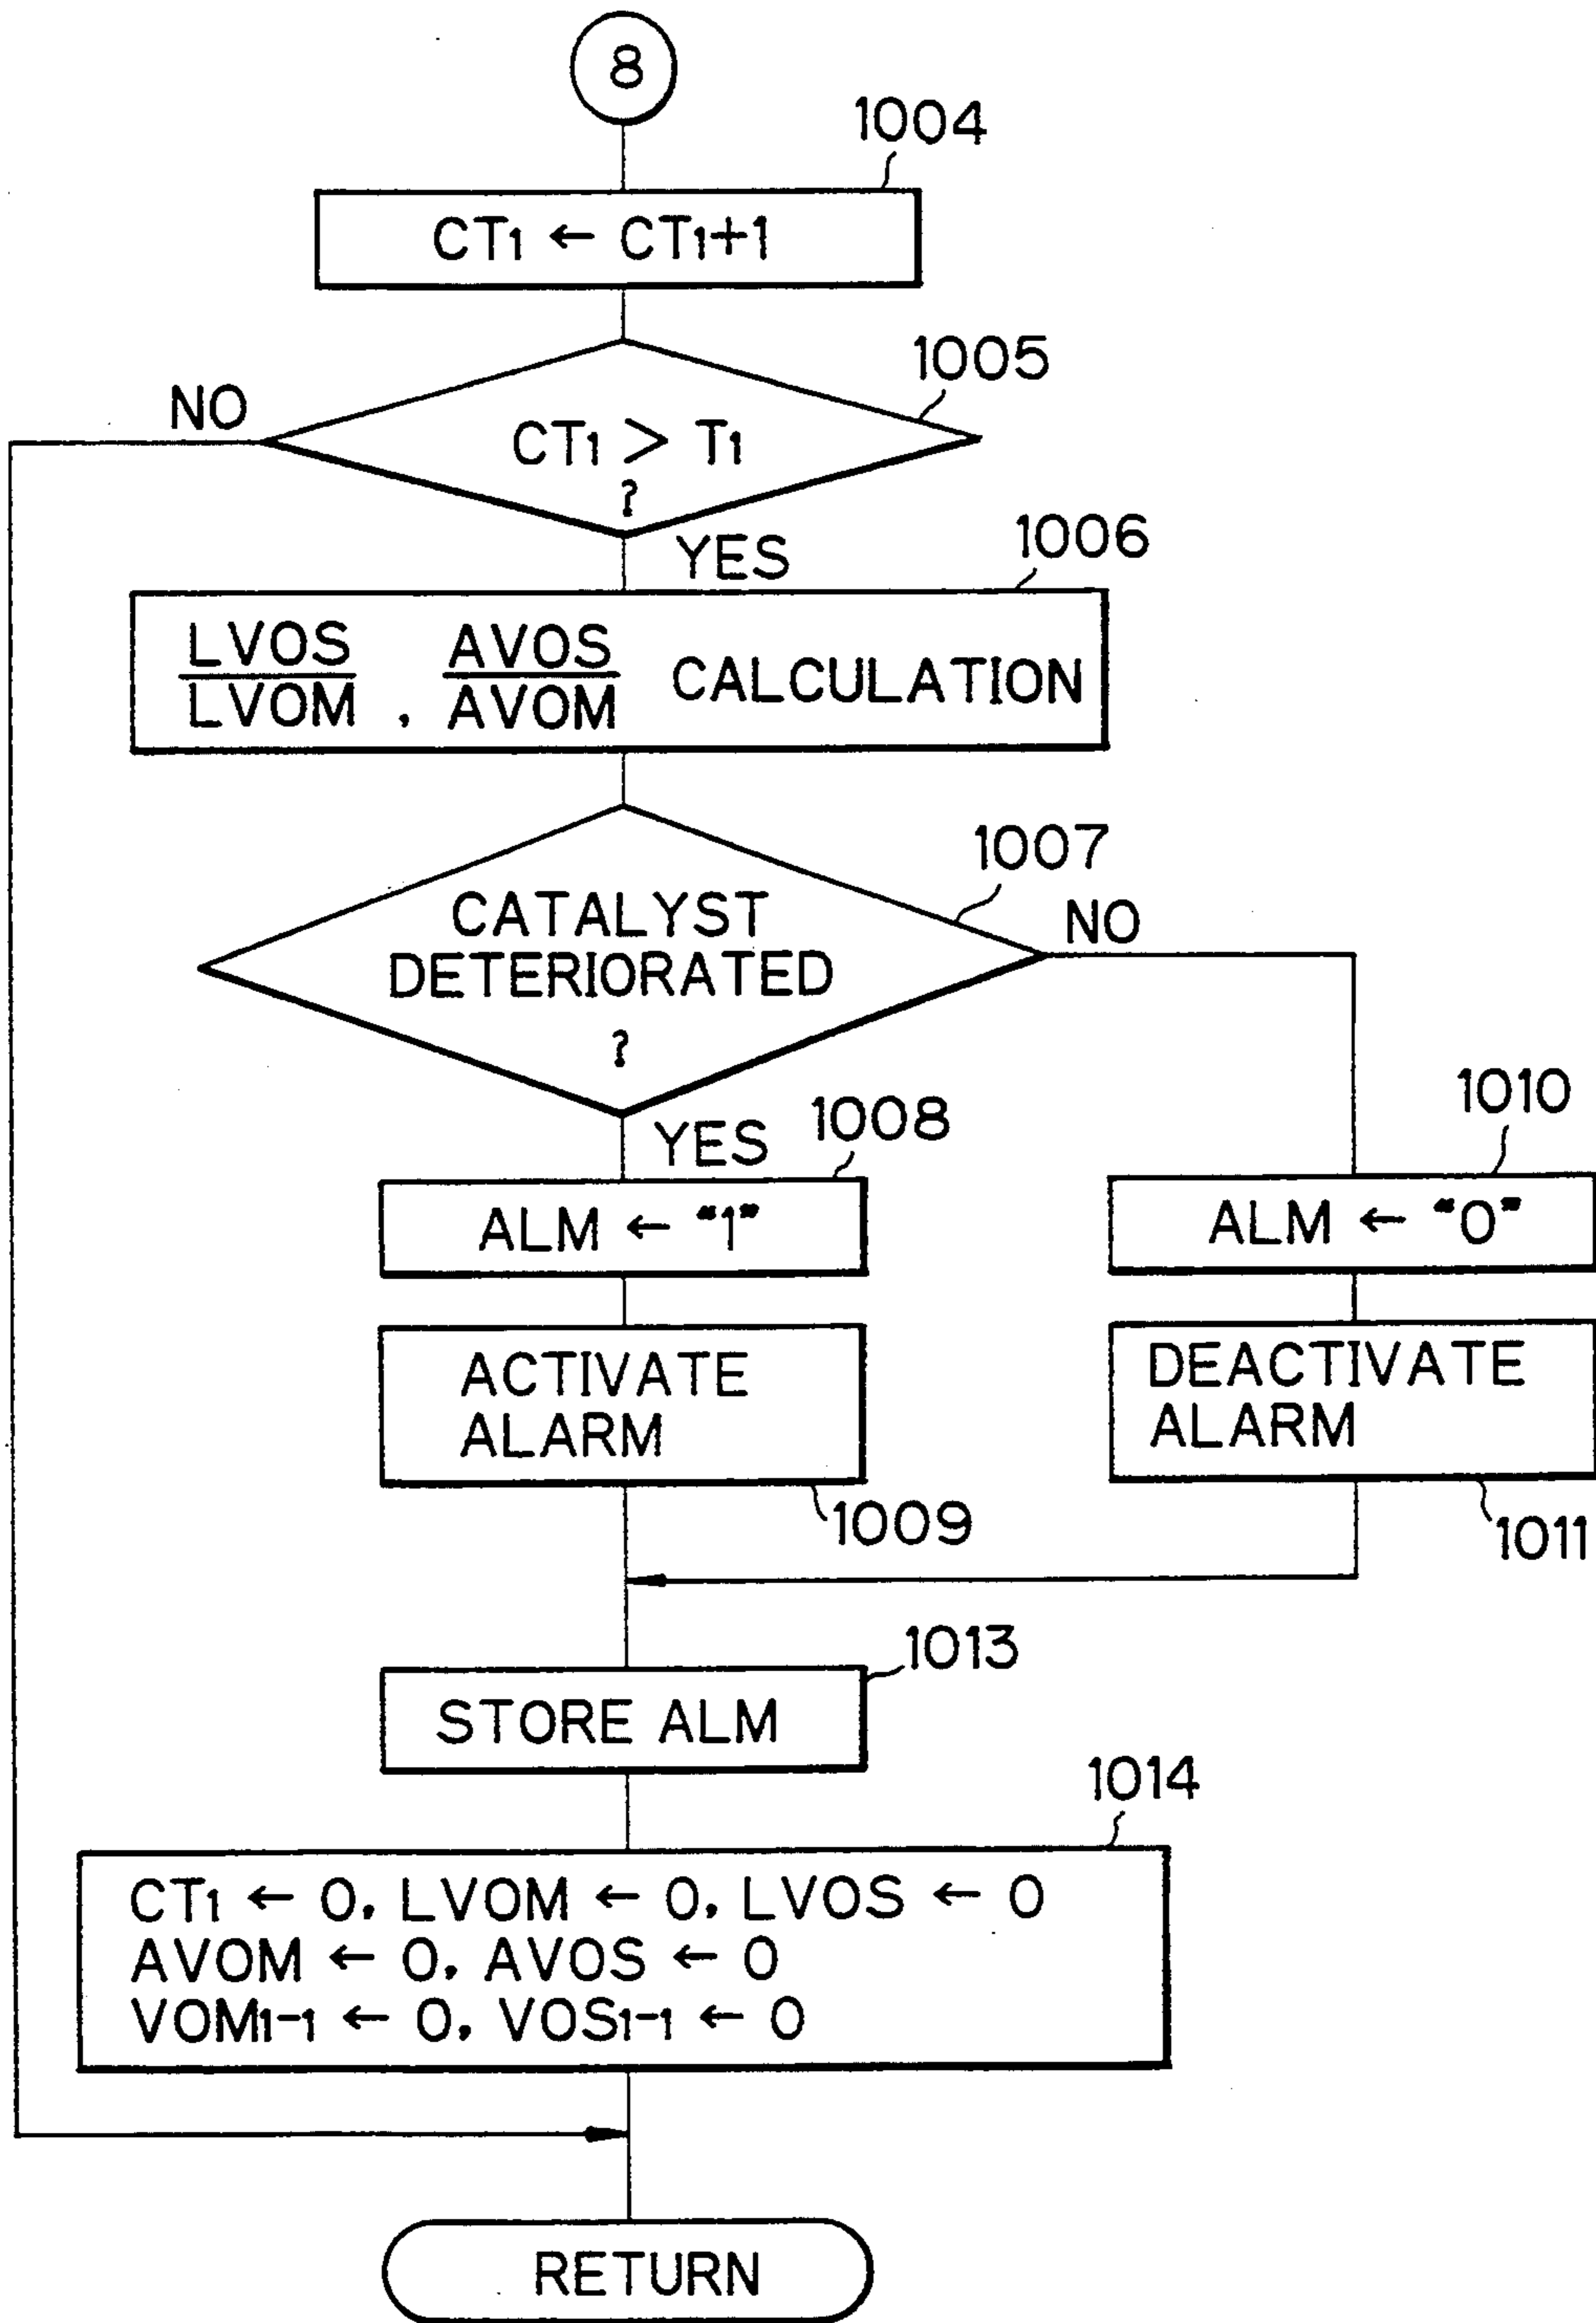 8
1004
CT1 ← CT1+1
1005
NO
CT1 > T1
?
YES
1006
LVOS
LVOM
,
AVOS
AVOM
CALCULATION
1007
CATALYST
DETERIORATED
?
NO
YES
1008
ALM ← "1"
1010
ALM ← "0"
ACTIVATE
ALARM
1009
DEACTIVATE
ALARM
1011
1013
STORE ALM
1014
CT1 ← 0, LVOM ← 0, LVOS ← 0
AVOM ← 0, AVOS ← 0
VOM1-1 ← 0, VOS1-1 ← 0
RETURN